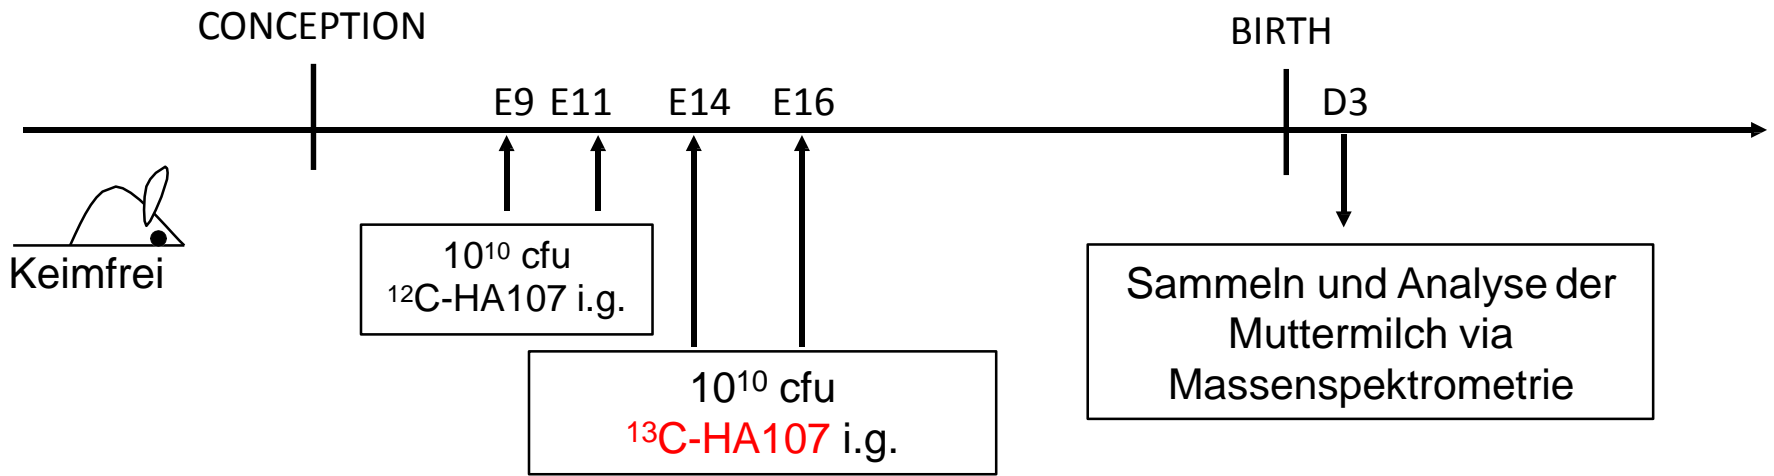 CONCEPTION
BIRTH
E9
E11
E14
E16
D3
Keimfrei
10¹⁰ cfu
¹²C-HA107 i.g.
10¹⁰ cfu
¹³C-HA107 i.g.
Sammeln und Analyse der
Muttermilch via
Massenspektrometrie